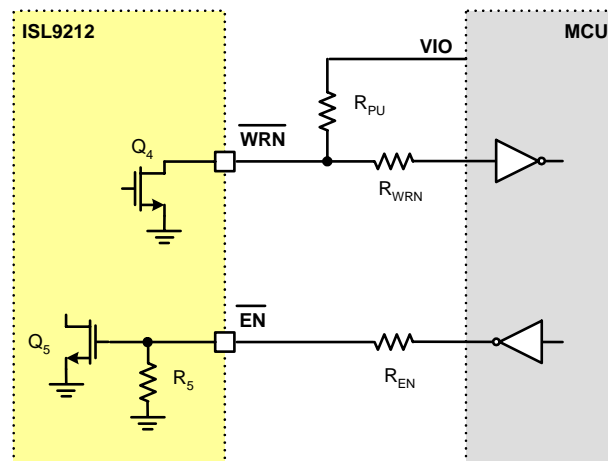 ISL9212
MCU
VIO
R_PU
Q_4
WRN
R_WRN
EN
Q_5
R_5
R_EN